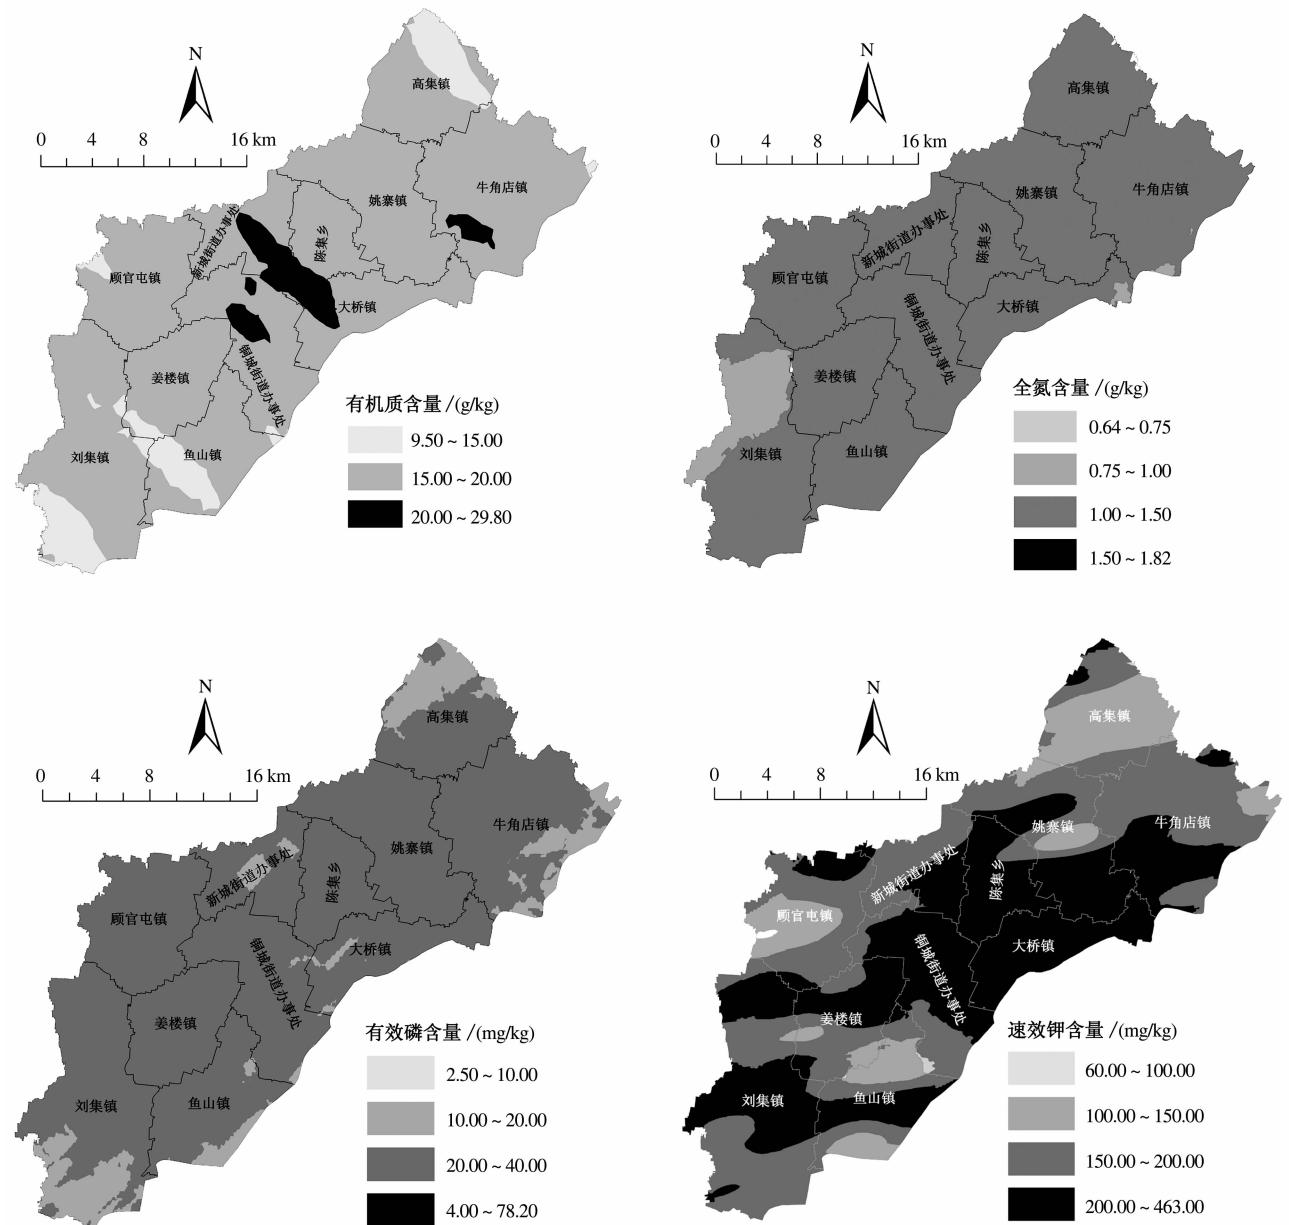 N
0 4 8 16 km
高集镇
牛角店镇
姚寨镇
新城街道办事处
陈集乡
顾官屯镇
大桥镇
姜楼镇
铜城街道办事处
刘集镇
鱼山镇
有机质含量/(g/kg)
9.50~15.00
15.00~20.00
20.00~29.80
N
0 4 8 16 km
高集镇
牛角店镇
姚寨镇
新城街道办事处
陈集乡
顾官屯镇
大桥镇
铜城街道办事处
姜楼镇
刘集镇
鱼山镇
全氮含量/(g/kg)
0.64~0.75
0.75~1.00
1.00~1.50
1.50~1.82
N
0 4 8 16 km
高集镇
牛角店镇
姚寨镇
新城街道办事处
陈集乡
顾官屯镇
大桥镇
铜城街道办事处
姜楼镇
刘集镇
鱼山镇
有效磷含量/(mg/kg)
2.50~10.00
10.00~20.00
20.00~40.00
4.00~78.20
N
0 4 8 16 km
高集镇
姚寨镇
牛角店镇
新城街道办事处
陈集乡
顾官屯镇
大桥镇
铜城街道办事处
姜楼镇
刘集镇
鱼山镇
速效钾含量/(mg/kg)
60.00~100.00
100.00~150.00
150.00~200.00
200.00~463.00